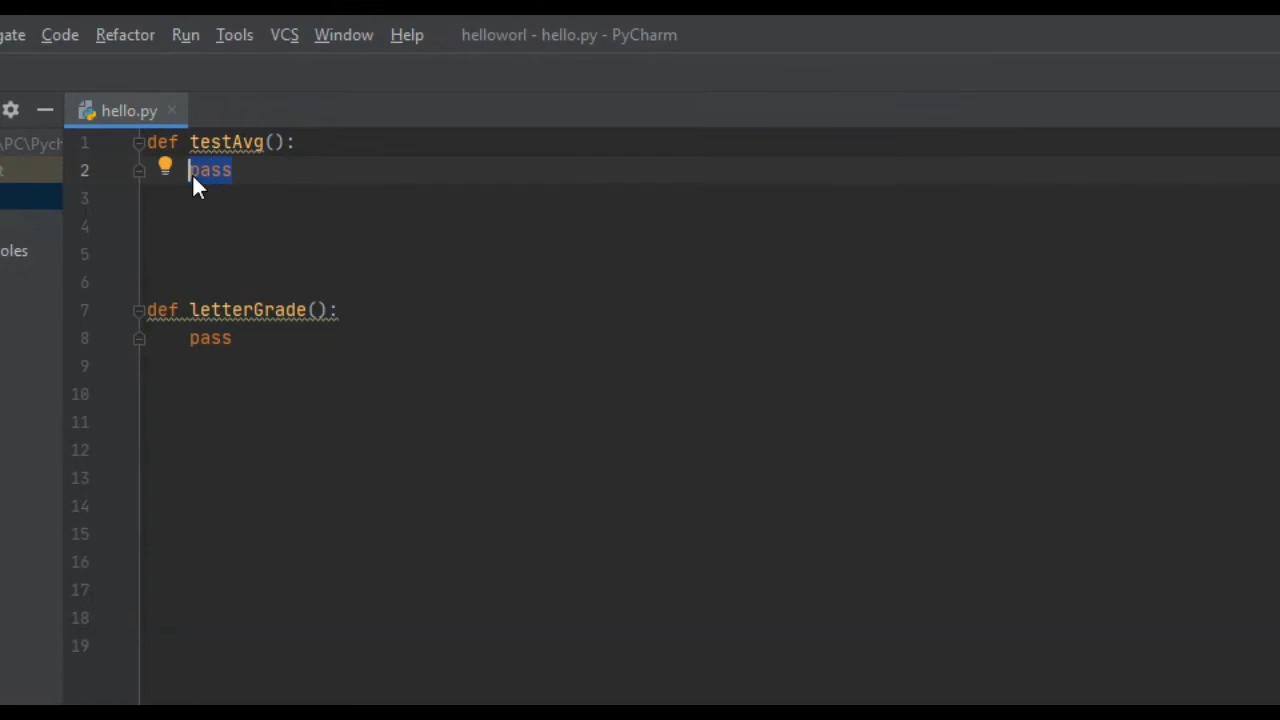 gate Code Refactor Run Tools VCS Window Help helloworl - hello.py - PyCharm
hello.py
\PC\Pych
t
oles
1 def testAvg():
2 pass
3
4
5
6
7 def letterGrade():
8 pass
9
10
11
12
13
14
15
16
17
18
19